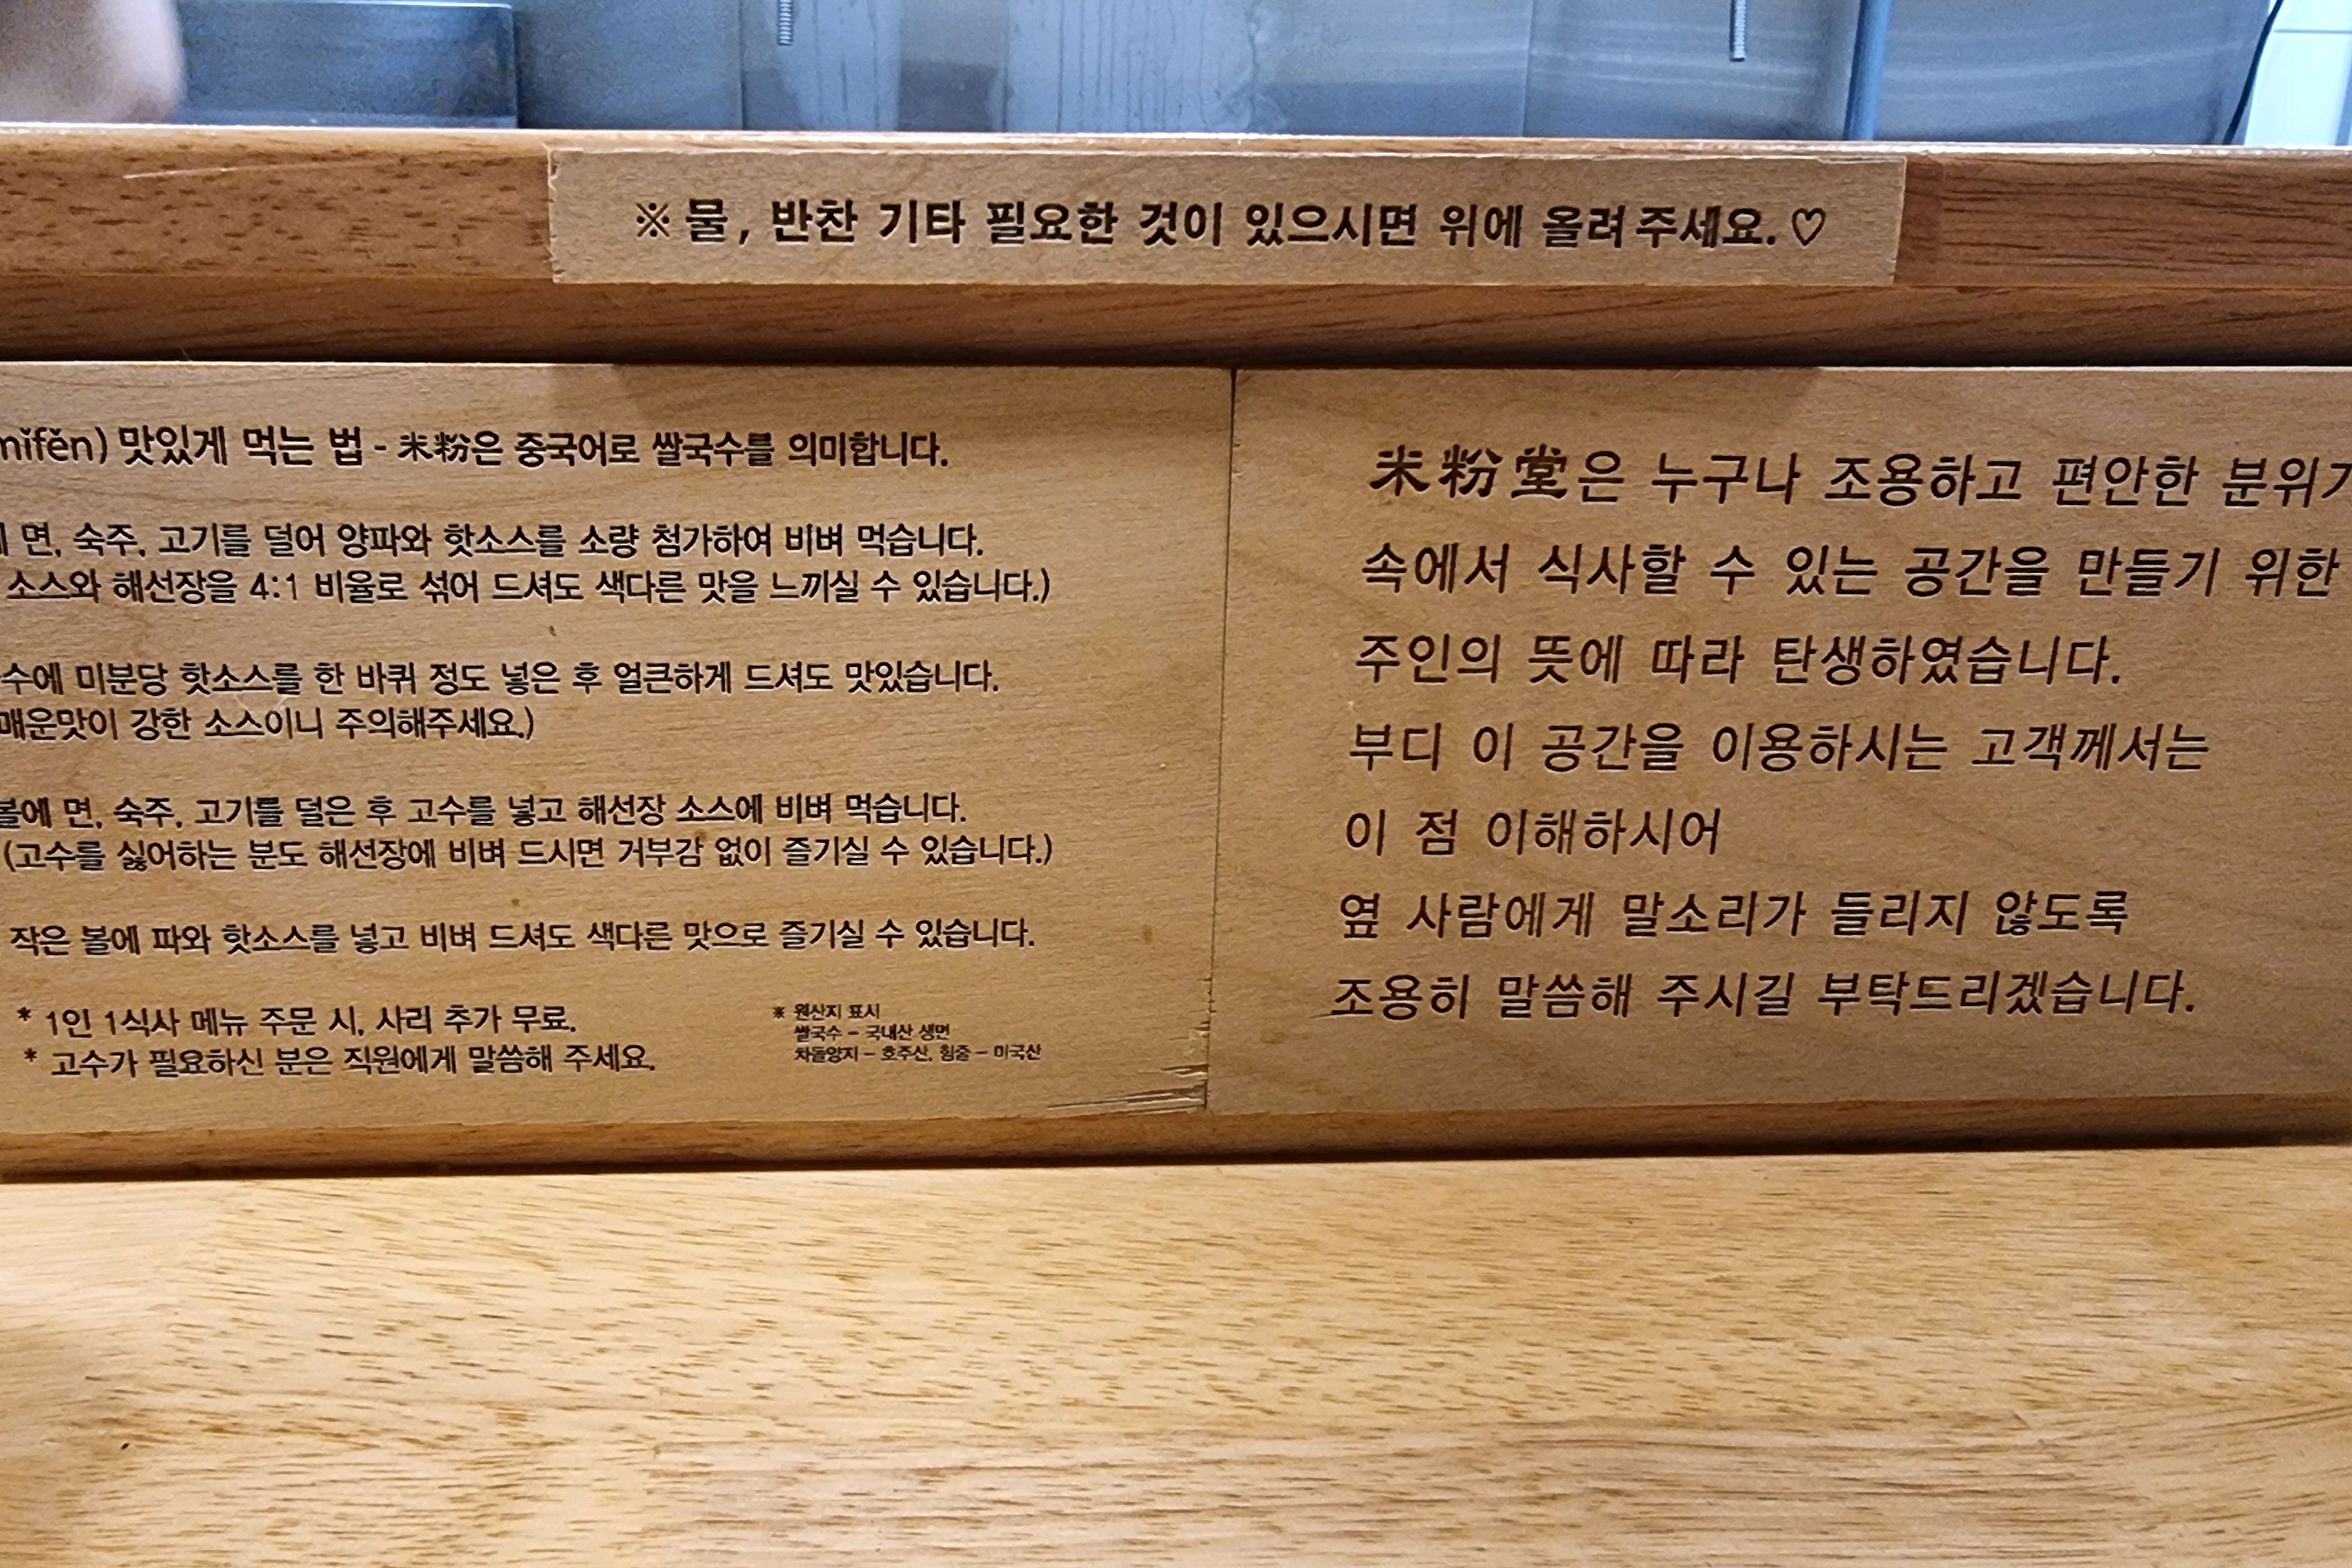 ※ 물, 반찬 기타 필요한 것이 있으시면 위에 올려주세요.♡
mǐfěn) 맛있게 먹는 법 - 米粉은 중국어로 쌀국수를 의미합니다.
면, 숙주, 고기를 덜어 양파와 핫소스를 소량 첨가하여 비벼 먹습니다.
소스와 해선장을 4:1 비율로 섞어 드셔도 색다른 맛을 느끼실 수 있습니다.)
수에 미분당 핫소스를 한 바퀴 정도 넣은 후 얼큰하게 드셔도 맛있습니다.
매운맛이 강한 소스이니 주의해주세요.)
볼에 면, 숙주, 고기를 덜은 후 고수를 넣고 해선장 소스에 비벼 먹습니다.
(고수를 싫어하는 분도 해선장에 비벼 드시면 거부감 없이 즐기실 수 있습니다.)
작은 볼에 파와 핫소스를 넣고 비벼 드셔도 색다른 맛으로 즐기실 수 있습니다.
* 1인 1식사 메뉴 주문 시, 사리 추가 무료.
* 고수가 필요하신 분은 직원에게 말씀해 주세요.
※ 원산지 표시
쌀국수 - 국내산 생면
차돌양지 - 호주산, 힘줄 - 미국산
米粉堂은 누구나 조용하고 편안한 분위기
속에서 식사할 수 있는 공간을 만들기 위한
주인의 뜻에 따라 탄생하였습니다.
부디 이 공간을 이용하시는 고객께서는
이 점 이해하시어
옆 사람에게 말소리가 들리지 않도록
조용히 말씀해 주시길 부탁드리겠습니다.